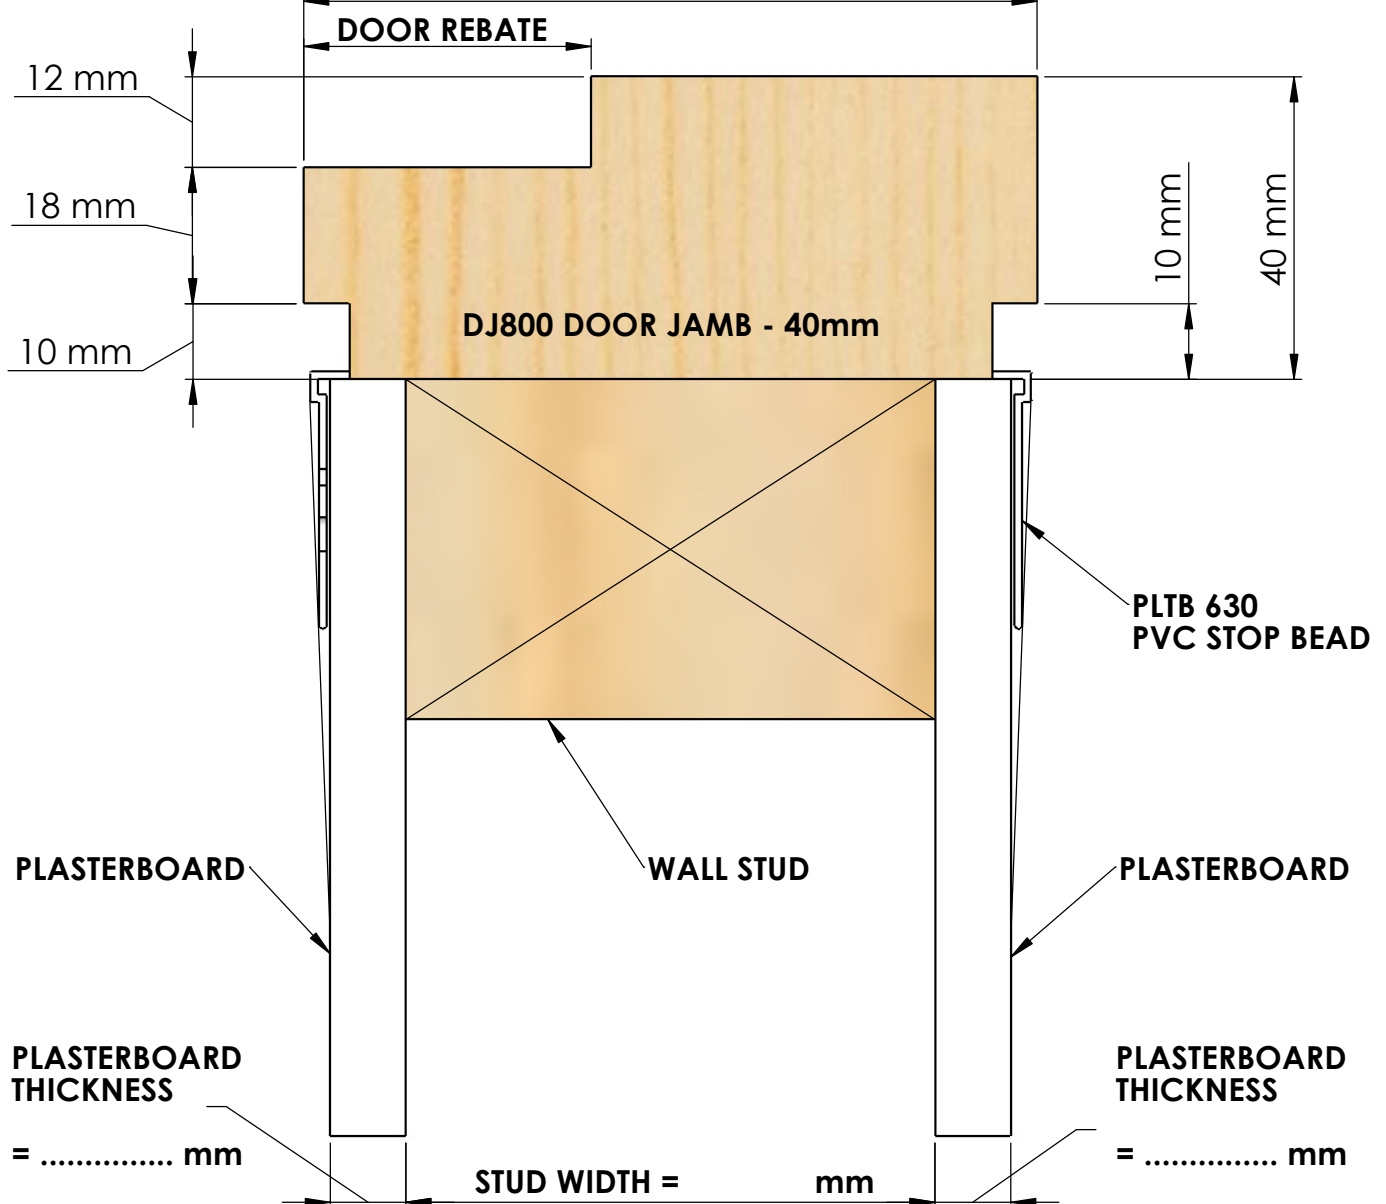 DOOR REBATE
12 mm
18 mm
10 mm
10 mm
40 mm
DJ800 DOOR JAMB - 40mm
PLTB 630
PVC STOP BEAD
PLASTERBOARD
WALL STUD
PLASTERBOARD
PLASTERBOARD
THICKNESS
= ............... mm
STUD WIDTH = mm
PLASTERBOARD
THICKNESS
= ............... mm